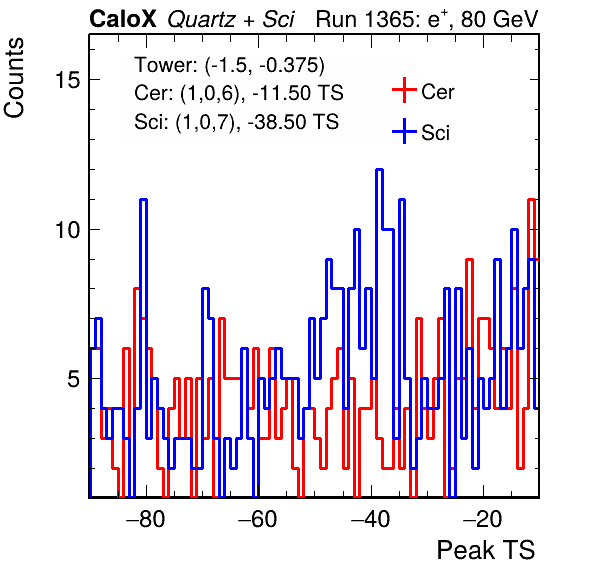 CaloX Quartz + Sci Run 1365: e⁺, 80 GeV
Counts
Tower: (-1.5, -0.375)
Cer: (1,0,6), -11.50 TS
Sci: (1,0,7), -38.50 TS
Cer
Sci
15
10
5
−80 −60 −40 −20
Peak TS